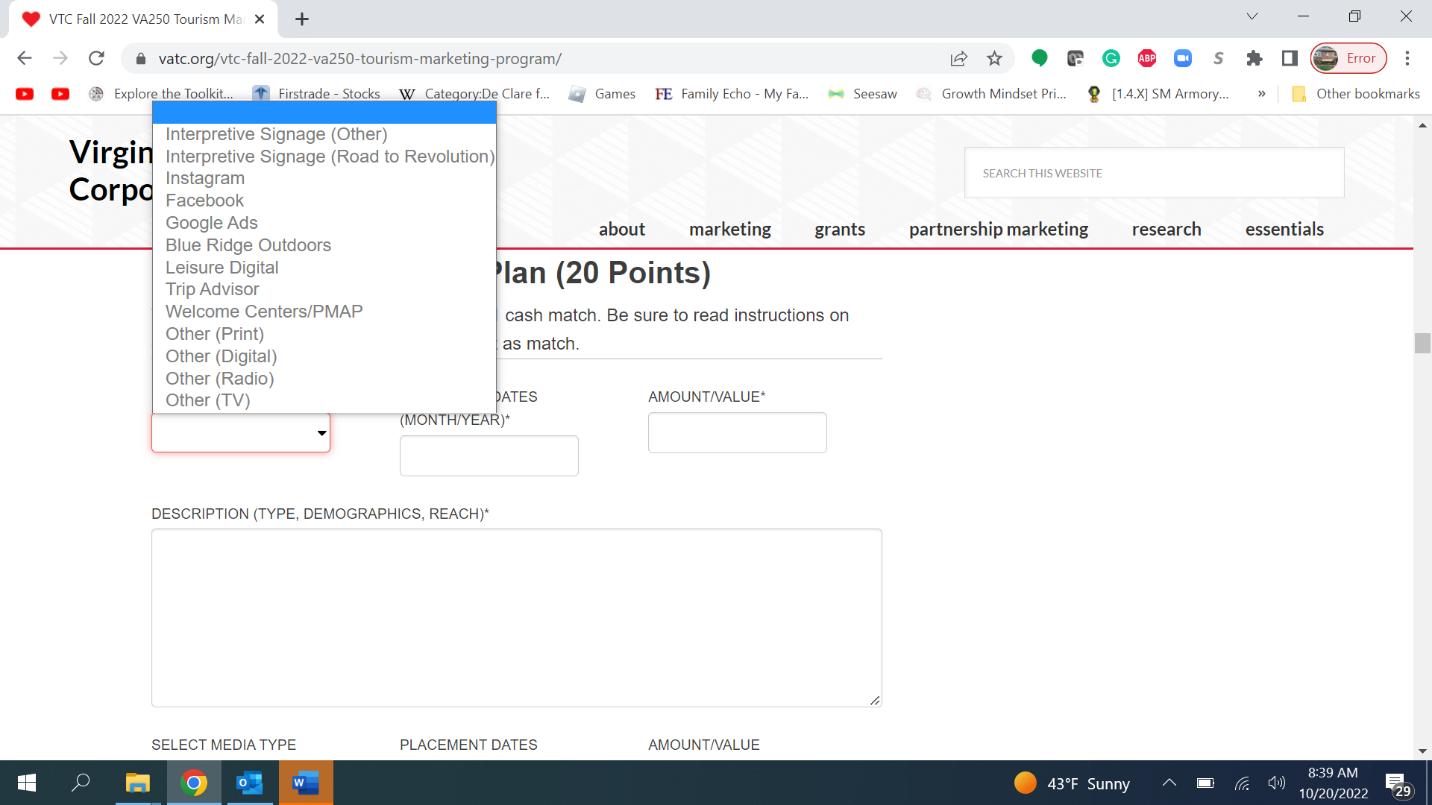 VTC Fall 2022 VA250 Tourism Ma
vatc.org/vtc-fall-2022-va250-tourism-marketing-program/
ABP
S
Error
Explore the Toolkit...
Firstrade - Stocks
W
Category:De Clare f...
Games
FE
Family Echo - My Fa...
Seesaw
Growth Mindset Pri...
[1.4.X] SM Armory...
»
Other bookmarks
Virgin
Corpo
SEARCH THIS WEBSITE
about
marketing
grants
partnership marketing
research
essentials
Interpretive Signage (Other)
Interpretive Signage (Road to Revolution)
Instagram
Facebook
Google Ads
Blue Ridge Outdoors
Leisure Digital
Trip Advisor
Welcome Centers/PMAP
Other (Print)
Other (Digital)
Other (Radio)
Other (TV)
Plan (20 Points)
cash match. Be sure to read instructions on
as match.
DATES
(MONTH/YEAR)*
AMOUNT/VALUE*
DESCRIPTION (TYPE, DEMOGRAPHICS, REACH)*
SELECT MEDIA TYPE
PLACEMENT DATES
AMOUNT/VALUE
43°F Sunny
8:39 AM
10/20/2022
29